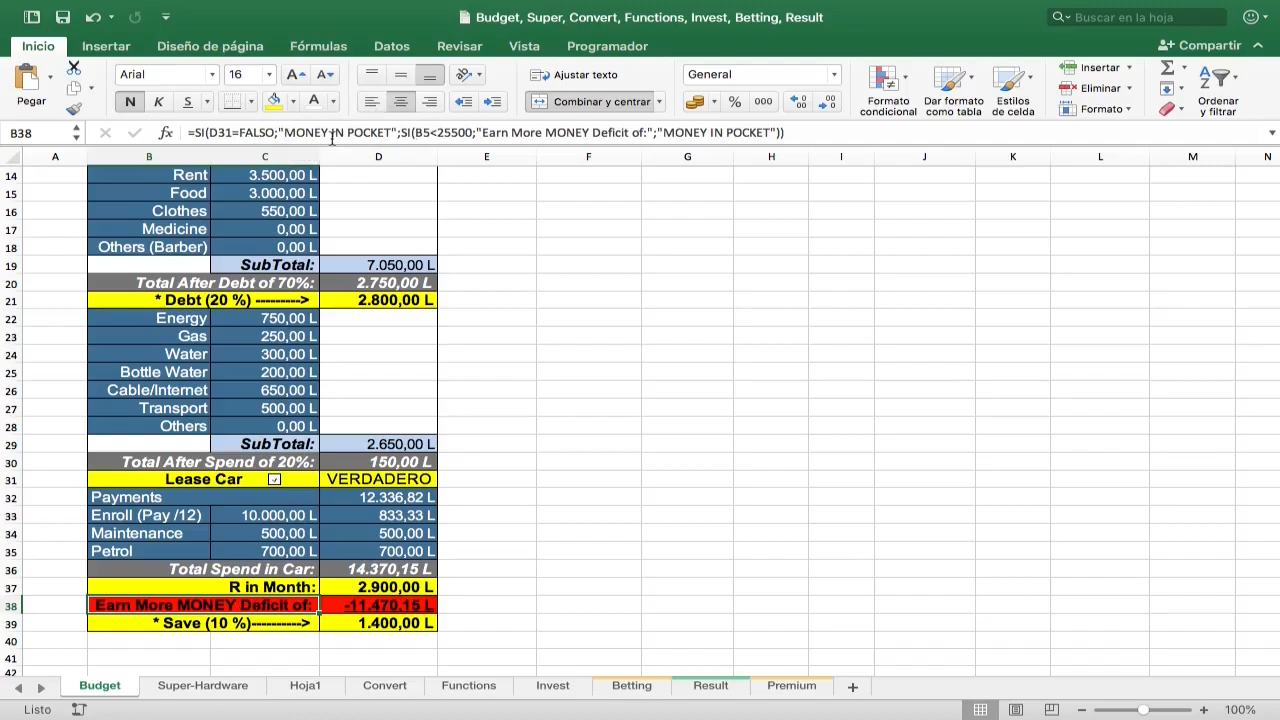 Budget, Super, Convert, Functions, Invest, Betting, Result
Buscar en la hoja
Inicio Insertar Diseño de página Fórmulas Datos Revisar Vista Programador
Compartir
Pegar
Arial 16
N K S
Ajustar texto
Combinar y centrar
General
% 000
Formato condicional
Dar formato como tabla
Estilos de celda
Insertar
Eliminar
Formato
Ordenar y filtrar
B38 fx =SI(D31=FALSO;"MONEY IN POCKET";SI(B5<25500;"Earn More MONEY Deficit of:";"MONEY IN POCKET"))
A B C D E F G H I J K L M N
14 Rent 3.500,00 L
15 Food 3.000,00 L
16 Clothes 550,00 L
17 Medicine 0,00 L
18 Others (Barber) 0,00 L
19 SubTotal: 7.050,00 L
20 Total After Debt of 70%: 2.750,00 L
21 * Debt (20 %) ---------> 2.800,00 L
22 Energy 750,00 L
23 Gas 250,00 L
24 Water 300,00 L
25 Bottle Water 200,00 L
26 Cable/Internet 650,00 L
27 Transport 500,00 L
28 Others 0,00 L
29 SubTotal: 2.650,00 L
30 Total After Spend of 20%: 150,00 L
31 Lease Car VERDADERO
32 Payments 12.336,82 L
33 Enroll (Pay /12) 10.000,00 L 833,33 L
34 Maintenance 500,00 L 500,00 L
35 Petrol 700,00 L 700,00 L
36 Total Spend In Car: 14.370,15 L
37 R in Month: 2.900,00 L
38 Earn More MONEY Deficit of: -11.470,15 L
39 * Save (10 %)----------> 1.400,00 L
40
41
42
Budget Super-Hardware Hoja1 Convert Functions Invest Betting Result Premium
Listo
100%